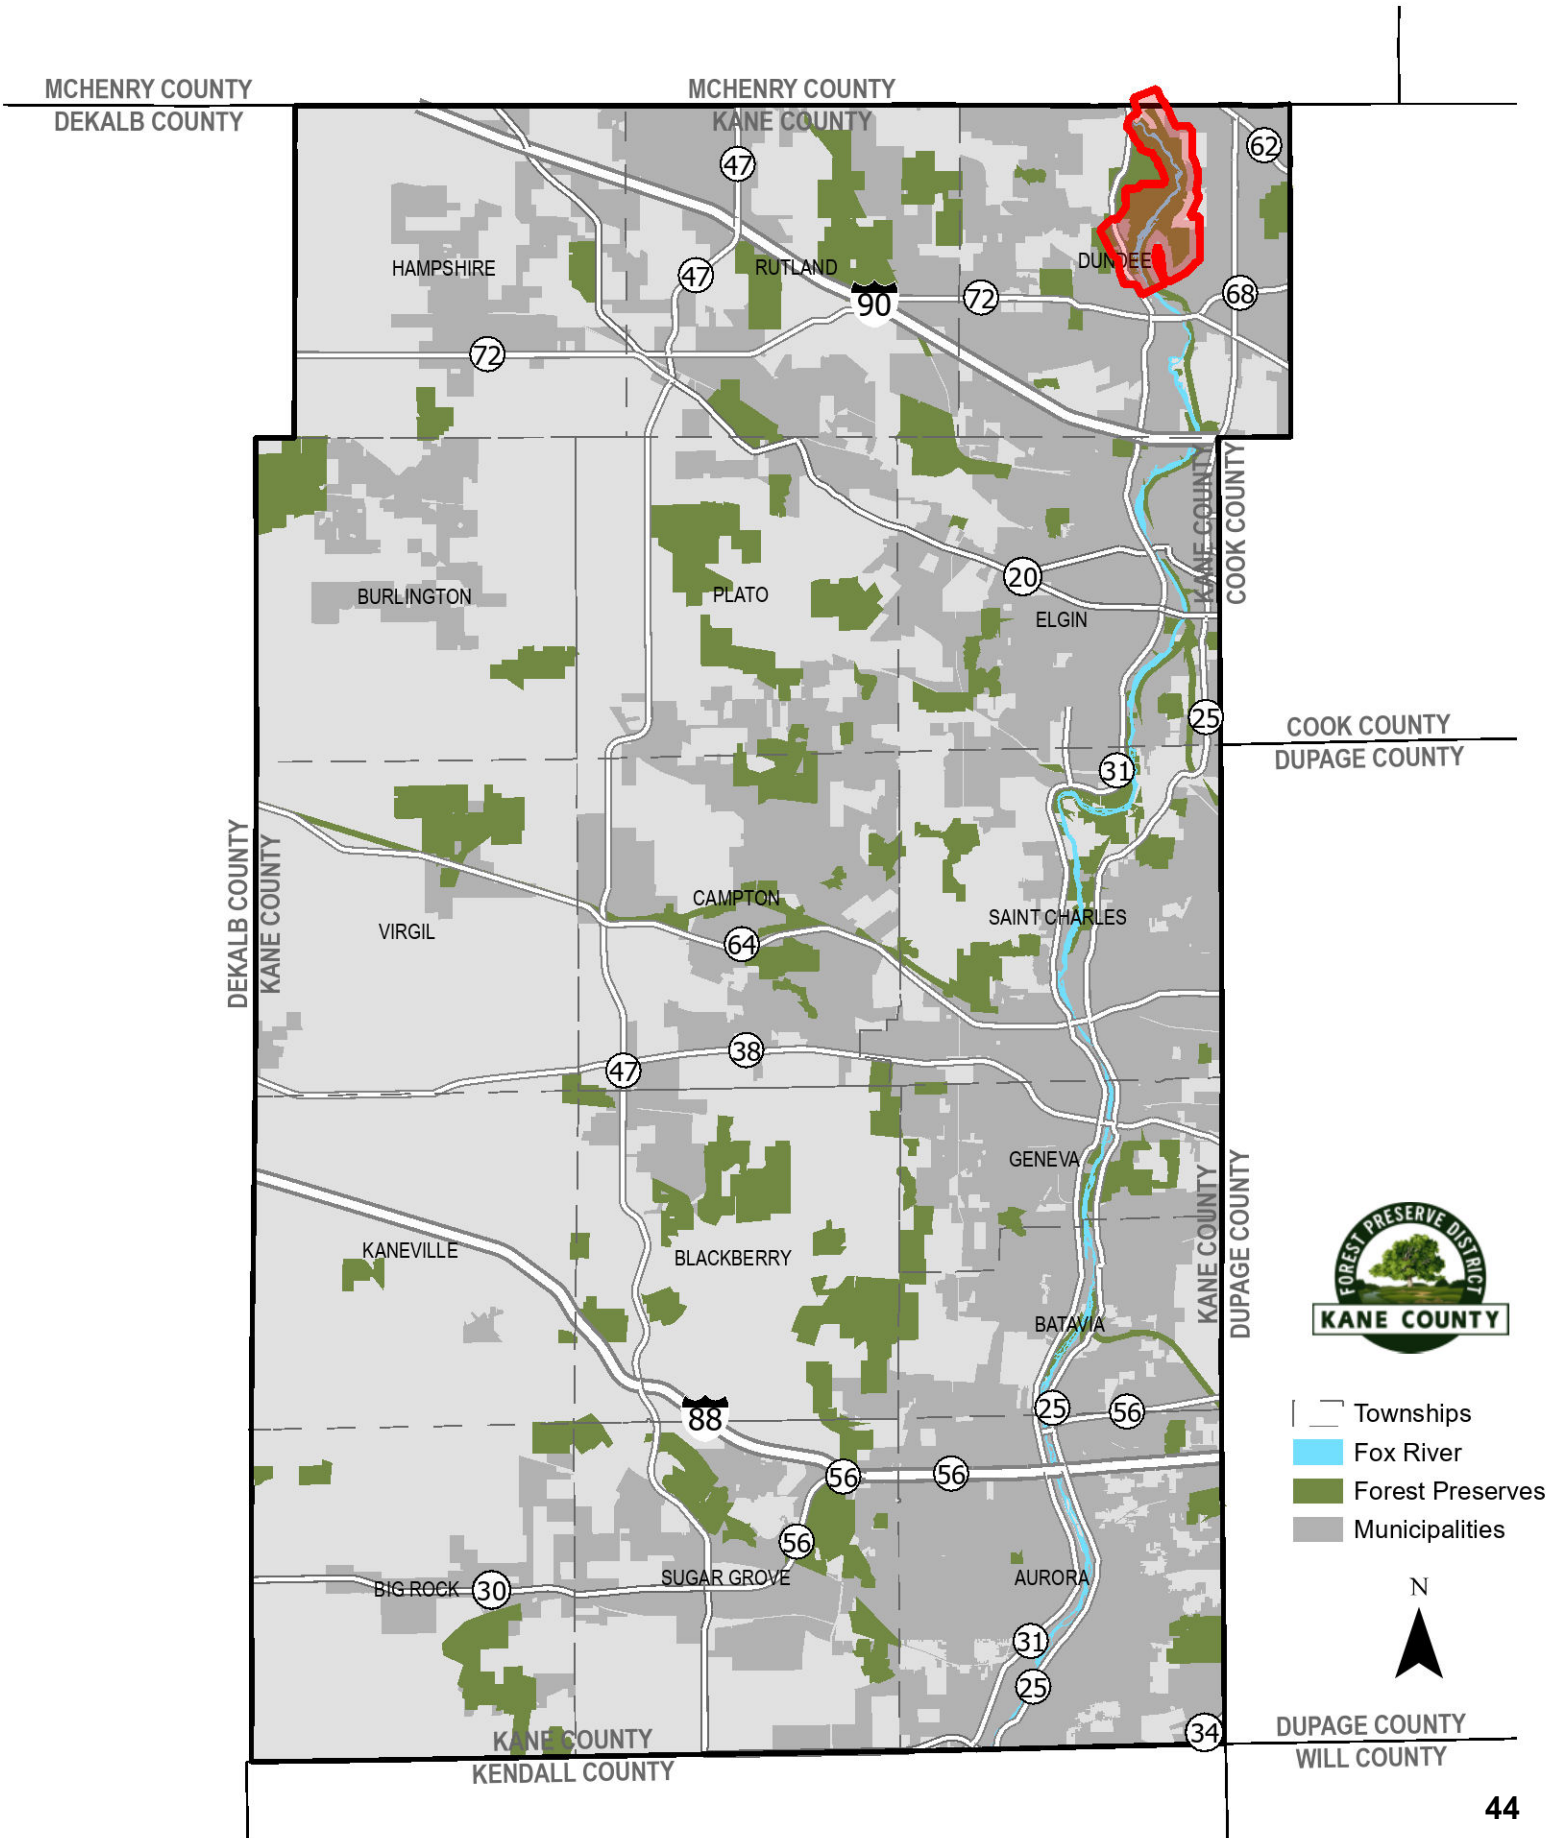 MCHENRY COUNTY
DEKALB COUNTY
MCHENRY COUNTY
KANE COUNTY
62
47
HAMPSHIRE
47
RUTLAND
DUNDEE
90
72
68
72
KANE COUNTY
COOK COUNTY
BURLINGTON
PLATO
20
ELGIN
25
COOK COUNTY
DUPAGE COUNTY
31
DEKALB COUNTY
KANE COUNTY
VIRGIL
CAMPTON
64
SAINT CHARLES
47
38
GENEVA
KANE COUNTY
DUPAGE COUNTY
KANEVILLE
BLACKBERRY
BATAVIA
FOREST PRESERVE DISTRICT
KANE COUNTY
88
25
56
56
56
56
Townships
Fox River
Forest Preserves
Municipalities
N
BIG ROCK
30
SUGAR GROVE
AURORA
31
25
34
KANE COUNTY
KENDALL COUNTY
DUPAGE COUNTY
WILL COUNTY
44